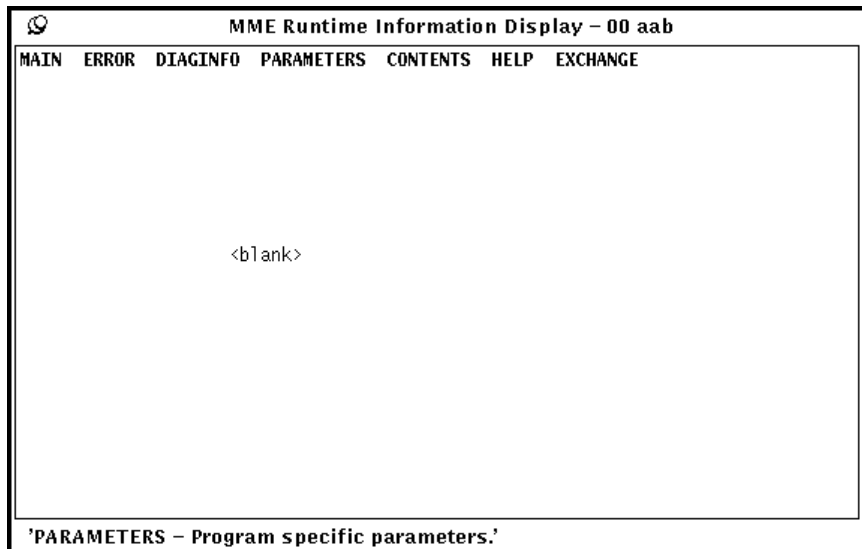 MME Runtime Information Display – 00 aab
MAIN ERROR DIAGINFO PARAMETERS CONTENTS HELP EXCHANGE
<blank>
'PARAMETERS – Program specific parameters.'